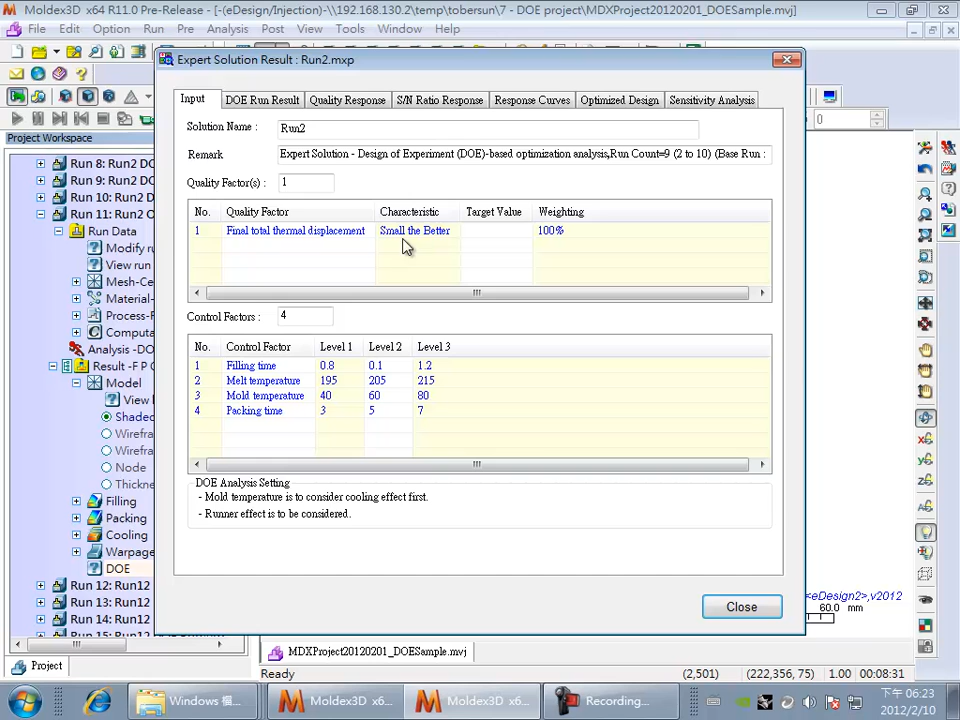 Moldex3D x64 R11.0 Pre-Release - [-(eDesign/Injection)-\\192.168.130.2\temp\tobersun\7 - DOE project\MDXProject20120201_DOESample.mvj]
File Edit Option Run Pre Analysis Post View Tools Window Help
Expert Solution Result : Run2.mxp
Input DOE Run Result Quality Response S/N Ratio Response Response Curves Optimized Design Sensitivity Analysis
0
Project Workspace
Run 8: Run2 DO
Run 9: Run2 DO
Run 10: Run2 D
Run 11: Run2 O
Run Data
Modify ru
View run
Mesh-Ce
Material-
Process-F
Computa
Analysis -DO
Result -F P C
Model
View
Shaded
Wirefra
Wirefra
Node
Thickne
Filling
Packing
Cooling
Warpage
DOE
Run 12: Run12
Run 13: Run12
Run 14: Run12
Project
Solution Name : Run2
Remark Expert Solution - Design of Experiment (DOE)-based optimization analysis,Run Count=9 (2 to 10) (Base Run :
Quality Factor(s) : 1
No. Quality Factor Characteristic Target Value Weighting
1 Final total thermal displacement Small the Better 100%
Control Factors : 4
No. Control Factor Level 1 Level 2 Level 3
1 Filling time 0.8 0.1 1.2
2 Melt temperature 195 205 215
3 Mold temperature 40 60 80
4 Packing time 3 5 7
DOE Analysis Setting
- Mold temperature is to consider cooling effect first.
- Runner effect is to be considered.
Close
<eDesign2>,v2012
60.0 mm
MDXProject20120201_DOESample.mvj
Ready (2,501) (222,356, 75) 1.00 00:08:31
Moldex3D x6... Moldex3D x6... Recording...
下午 06:23
2012/2/10